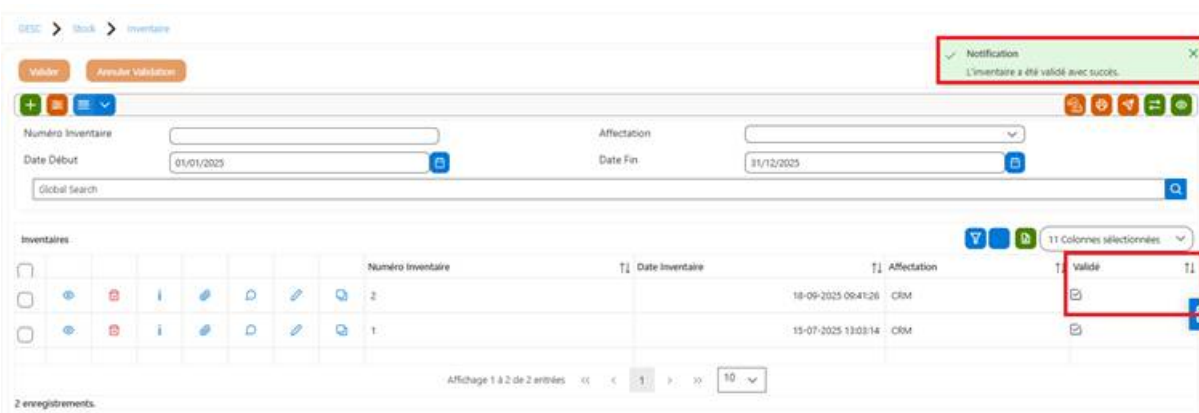 GESC > Stock > Inventaire
Notification
L'inventaire a été validé avec succès.
Valider Annuler Validation
Numéro Inventaire Affectation
Date Début 01/01/2025 Date Fin 31/12/2025
Global Search
Inventaires 11 Colonnes sélectionnées
Numéro Inventaire Date Inventaire Affectation Validé
2 18-09-2025 09:41:26 CRM
1 15-07-2025 13:03:14 CRM
Affichage 1 à 2 de 2 entrées << < 1 > >> 10
2 enregistrements.